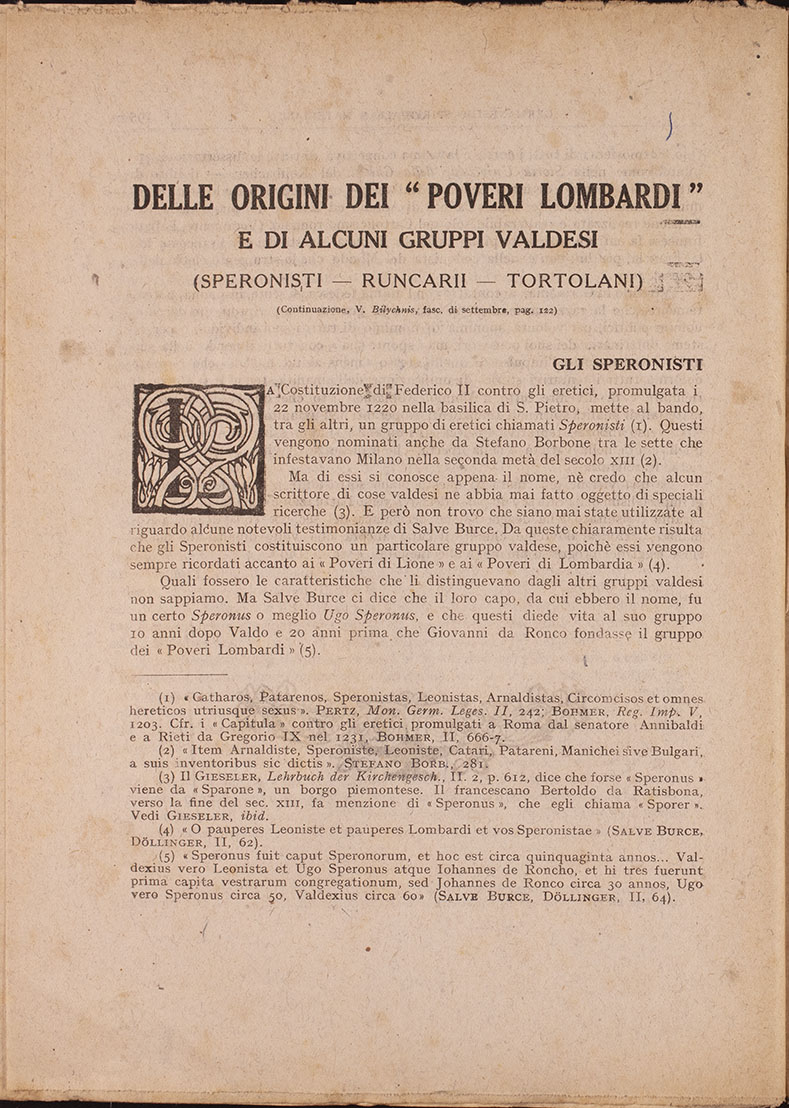 DELLE ORIGINI DEI “ POVERI LOMBARDI ”
E DI ALCUNI GRUPPI VALDESI
(SPERONISTI — RUNCARII — TORTOLANI)
(Continuazione, V. Bilychnis, fasc. di settembre, pag. 122)
GLI SPERONISTI
LA Costituzione di Federico II contro gli eretici, promulgata i
22 novembre 1220 nella basilica di S. Pietro, mette al bando,
tra gli altri, un gruppo di eretici chiamati Speronisti (1). Questi
vengono nominati anche da Stefano Borbone tra le sette che
infestavano Milano nella seconda metà del secolo XIII (2).
Ma di essi si conosce appena il nome, nè credo che alcun
scrittore di cose valdesi ne abbia mai fatto oggetto di speciali
ricerche (3). E però non trovo che siano mai state utilizzate al
riguardo alcune notevoli testimonianze di Salve Burce. Da queste chiaramente risulta
che gli Speronisti costituiscono un particolare gruppo valdese, poichè essi vengono
sempre ricordati accanto ai « Poveri di Lione » e ai « Poveri di Lombardia » (4).
Quali fossero le caratteristiche che li distinguevano dagli altri gruppi valdesi
non sappiamo. Ma Salve Burce ci dice che il loro capo, da cui ebbero il nome, fu
un certo Speronus o meglio Ugo Speronus, e che questi diede vita al suo gruppo
10 anni dopo Valdo e 20 anni prima che Giovanni da Ronco fondasse il gruppo
dei « Poveri Lombardi » (5).
(1) « Gatharos, Patarenos, Speronistas, Leonistas, Arnaldistas, Circomcisos et omnes
hereticos utriusque sexus ». PERTZ, Mon. Germ. Leges. II, 242; BOHMER, Reg. Imp. V,
1203. Cfr. i « Capitula » contro gli eretici promulgati a Roma dal senatore Annibaldi
e a Rieti da Gregorio IX nel 1231, BOHMER, II, 666-7.
(2) « Item Arnaldiste, Speroniste, Leoniste, Catari, Patareni, Manichei sive Bulgari,
a suis inventoribus sic dictis ». STEFANO BORB., 281.
(3) Il GIESELER, Lehrbuch der Kirchengesch., II. 2, p. 612, dice che forse « Speronus »
viene da « Sparone », un borgo piemontese. Il francescano Bertoldo da Ratisbona,
verso la fine del sec. XIII, fa menzione di « Speronus », che egli chiama « Sporer ».
Vedi GIESELER, ibid.
(4) « O pauperes Leoniste et pauperes Lombardi et vos Speronistae » (SALVE BURCE,
DÖLLINGER, II, 62).
(5) « Speronus fuit caput Speronorum, et hoc est circa quinquaginta annos... Val-
dexius vero Leonista et Ugo Speronus atque Iohannes de Roncho, et hi tres fuerunt
prima capita vestrarum congregationum, sed Johannes de Ronco circa 30 annos, Ugo
vero Speronus circa 50, Valdexius circa 60» (SALVE BURCE, DÖLLINGER, II, 64).